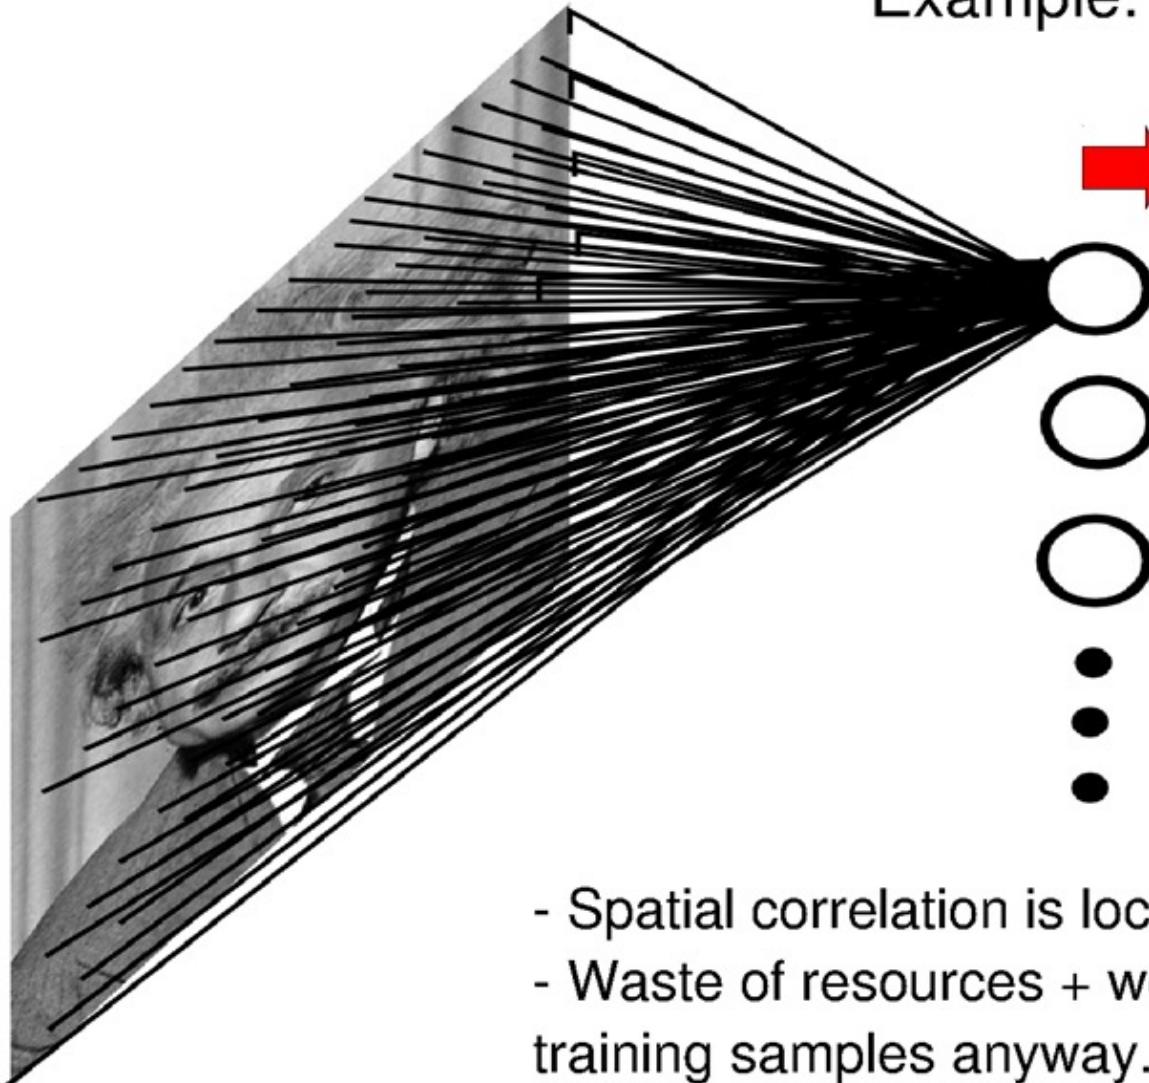 Example:
- Spatial correlation is loc
- Waste of resources + w
training samples anyway.